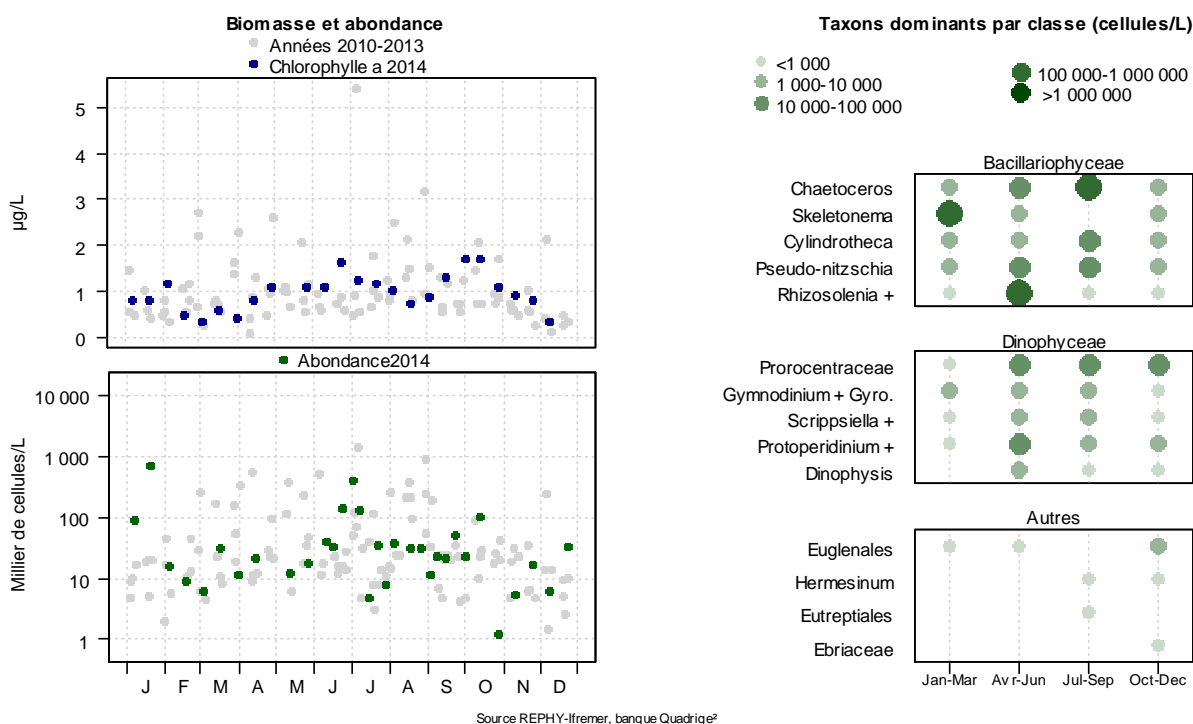 Biomasse et abondance
Années 2010-2013
Chlorophylle a 2014
µg/L
5
4
3
2
1
0
Abondance2014
Millier de cellules/L
10 000
1 000
100
10
1
J F M A M J J A S O N D
Taxons dominants par classe (cellules/L)
<1 000
1 000-10 000
10 000-100 000
100 000-1 000 000
>1 000 000
Bacillariophyceae
Chaetoceros
Skeletonema
Cylindrotheca
Pseudo-nitzschia
Rhizosolenia +
Dinophyceae
Prorocentraceae
Gymnodinium + Gyro.
Scrippsiella +
Protoperidinium +
Dinophysis
Autres
Euglenales
Hermesinum
Eutreptiales
Ebriaceae
Jan-Mar Avr-Jun Jul-Sep Oct-Dec
Source REPHY-Ifremer, banque Quadrige²